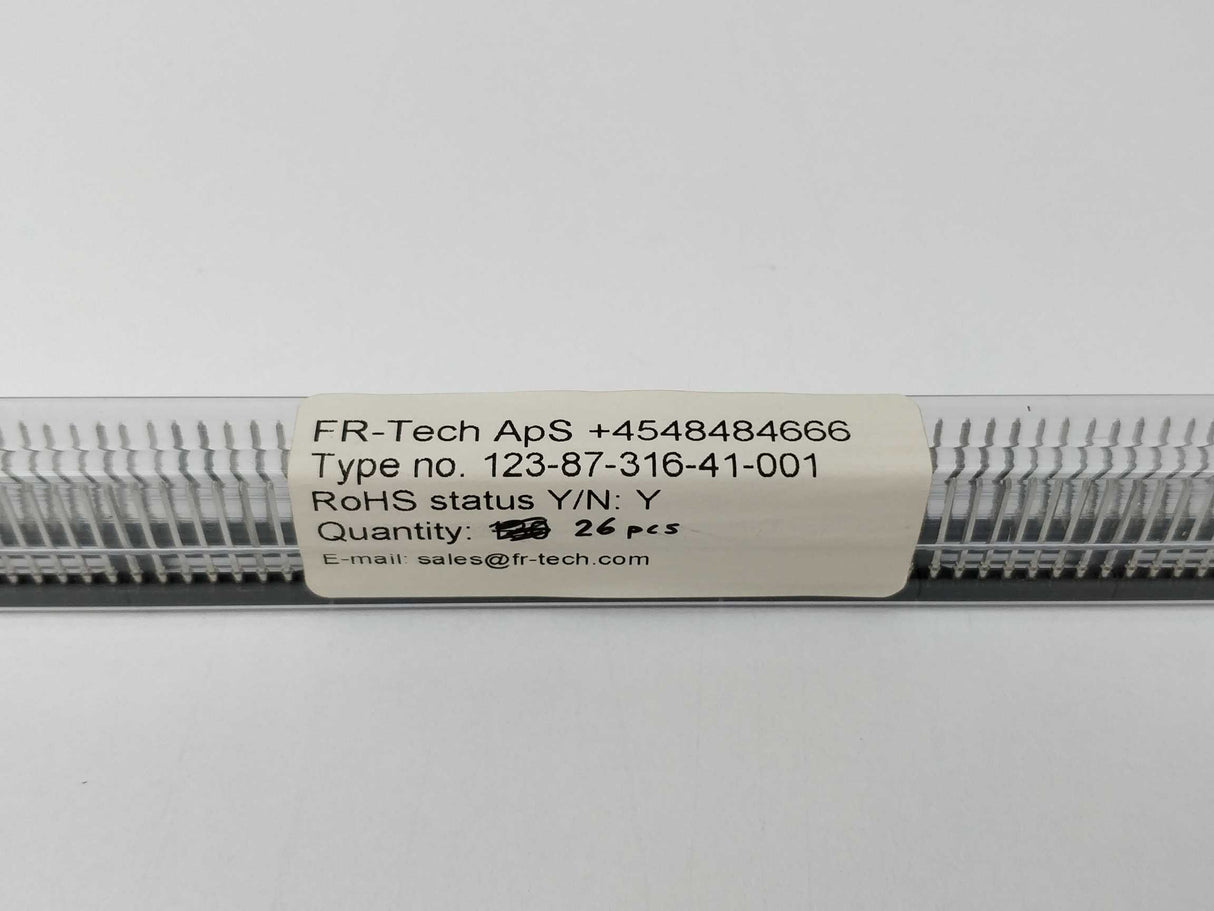 FR-Tech ApS +4548484666
Type no. 123-87-316-41-001
RoHS status Y/N: Y
Quantity: 26 pcs
E-mail: sales@fr-tech.com